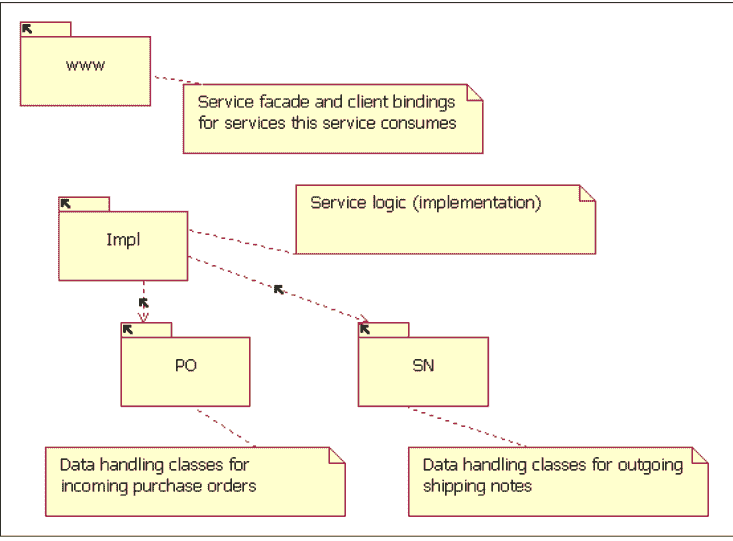 www
Service facade and client bindings
for services this service consumes
Service logic (implementation)
Impl
PO
SN
Data handling classes for
incoming purchase orders
Data handling classes for outgoing
shipping notes